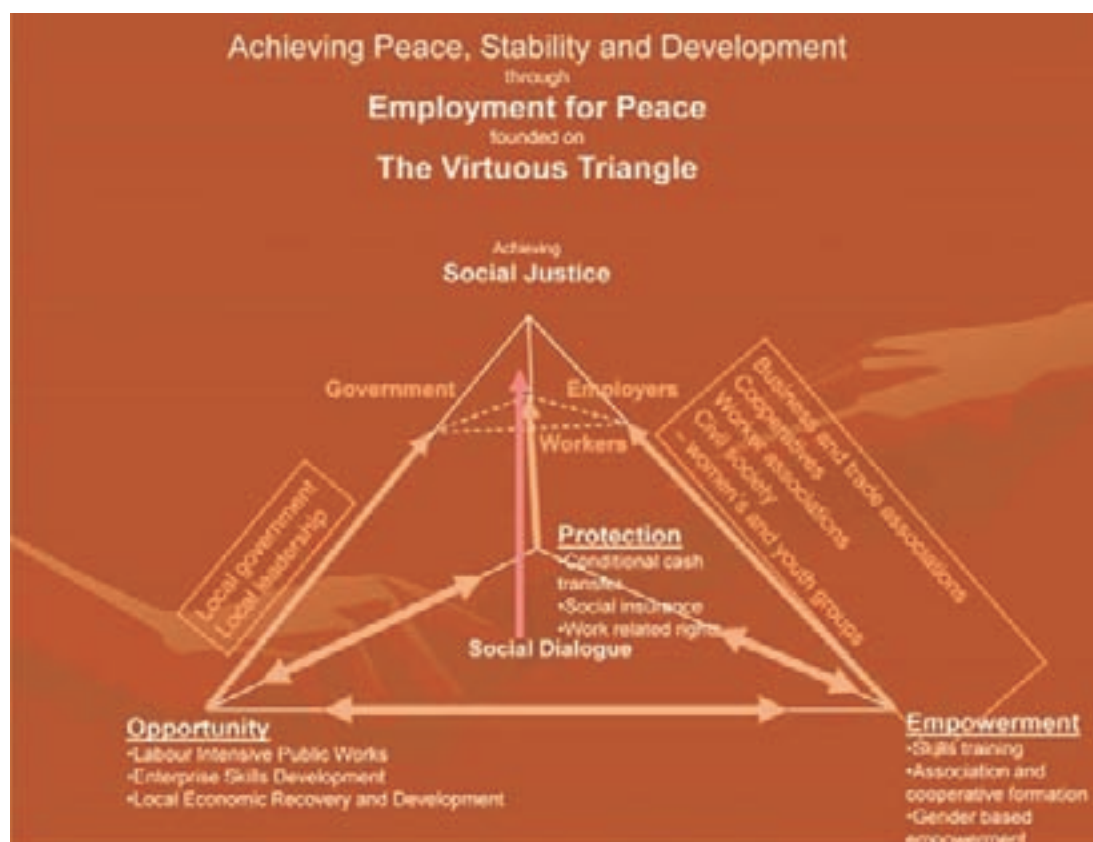 Achieving Peace, Stability and Development
through
Employment for Peace
founded on
The Virtuous Triangle
Achieving
Social Justice
Government
Employers
Workers
Local government
Local leadership
Business and trade associations
Cooperatives
Worker associations
Civil society
– women's and youth groups
Protection
•Conditional cash
transfer
•Social insurance
•Work related rights
Social Dialogue
Opportunity
•Labour Intensive Public Works
•Enterprise Skills Development
•Local Economic Recovery and Development
Empowerment
•Skills training
•Association and
cooperative formation
•Gender based
empowerment